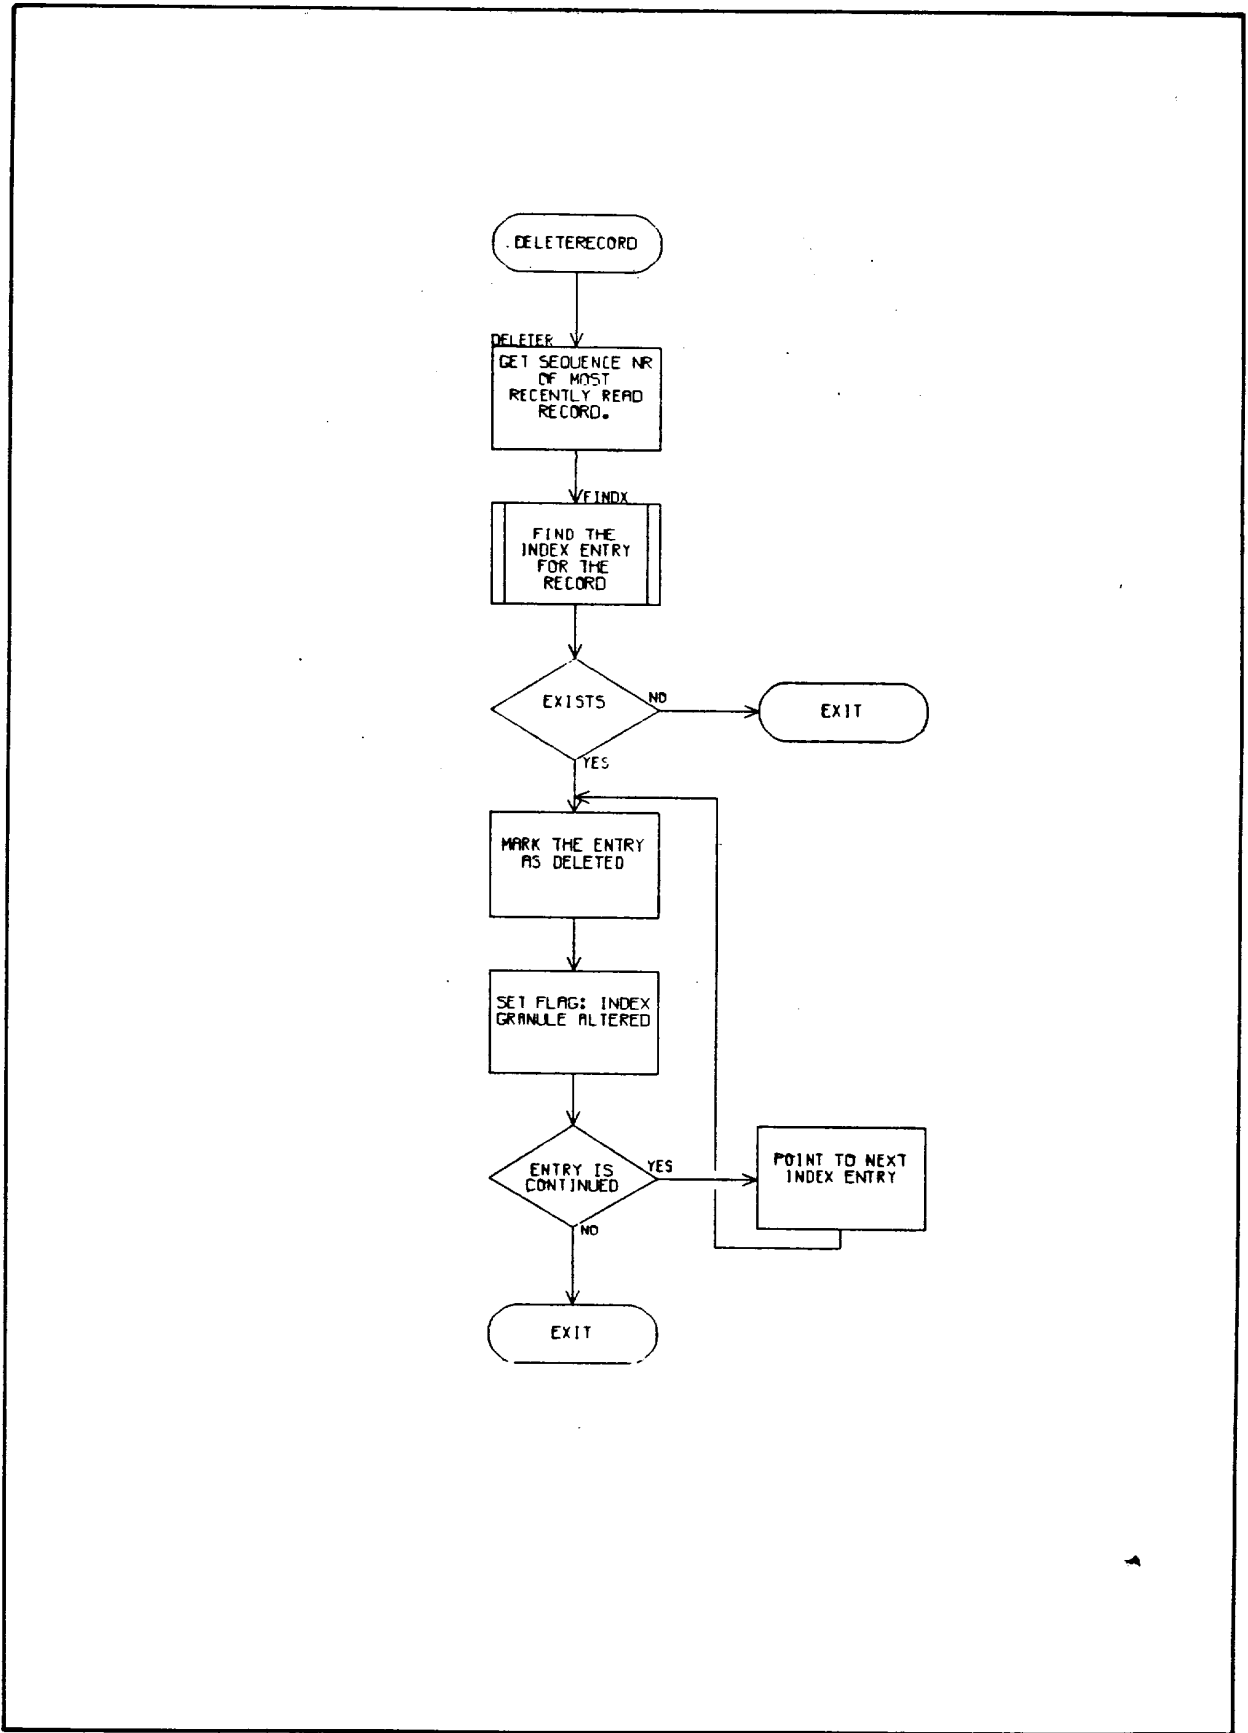 DELETERECORD
DELETER
GET SEQUENCE NR
OF MOST
RECENTLY READ
RECORD.
FINDX
FIND THE
INDEX ENTRY
FOR THE
RECORD
EXISTS
NO
EXIT
YES
MARK THE ENTRY
AS DELETED
SET FLAG: INDEX
GRANULE ALTERED
ENTRY IS
CONTINUED
YES
POINT TO NEXT
INDEX ENTRY
NO
EXIT